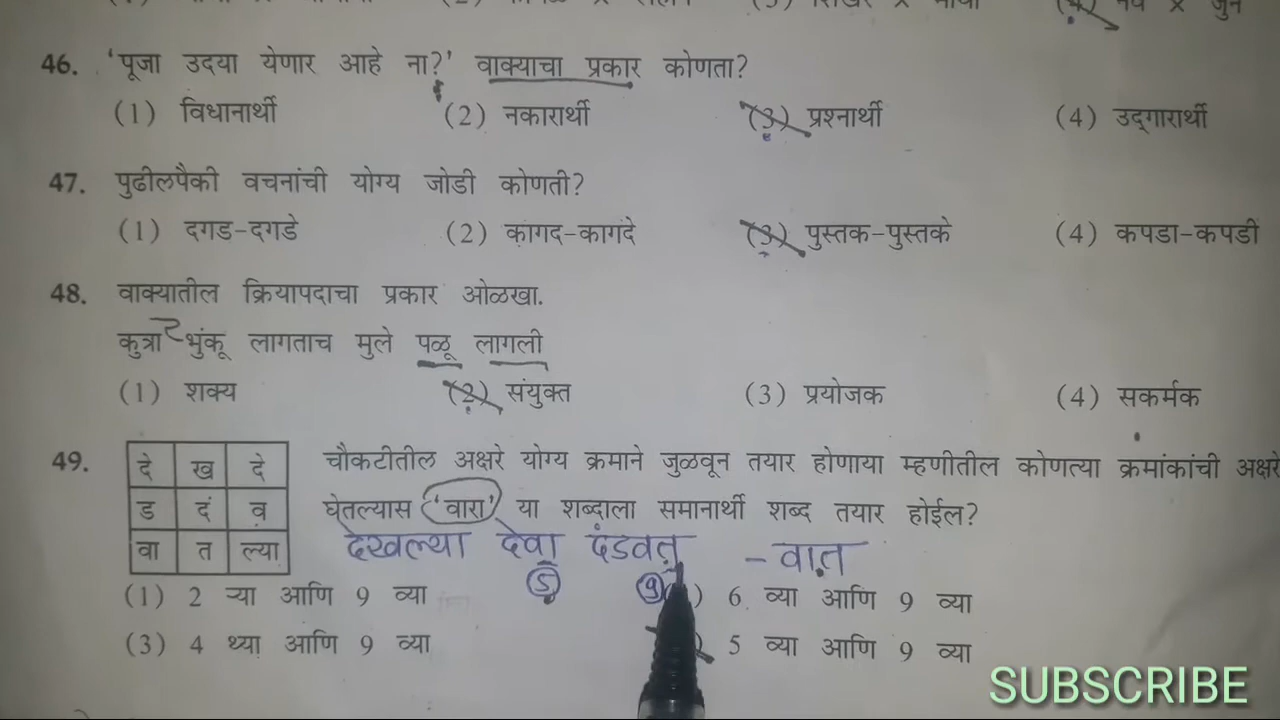 46. 'पूजा उदया येणार आहे ना?' वाक्याचा प्रकार कोणता?
(1) विधानार्थी (2) नकारार्थी (3) प्रश्नार्थी (4) उद्गारार्थी
47. पुढीलपैकी वचनांची योग्य जोडी कोणती?
(1) दगड-दगडे (2) कागद-कागदे (3) पुस्तक-पुस्तके (4) कपडा-कपडी
48. वाक्यातील क्रियापदाचा प्रकार ओळखा.
कुत्रा भुंकू लागताच मुले पळू लागली
(1) शक्य (2) संयुक्त (3) प्रयोजक (4) सकर्मक
49. दे ख दे चौकटीतील अक्षरे योग्य क्रमाने जुळवून तयार होणाया म्हणीतील कोणत्या क्रमांकांची अक्षरे
ड दं व घेतल्यास 'वारा' या शब्दाला समानार्थी शब्द तयार होईल?
वा त ल्या देखल्या देवा दंडवत - वात
5 9
(1) 2 ऱ्या आणि 9 व्या 6 व्या आणि 9 व्या
(3) 4 थ्या आणि 9 व्या 5 व्या आणि 9 व्या
SUBSCRIBE